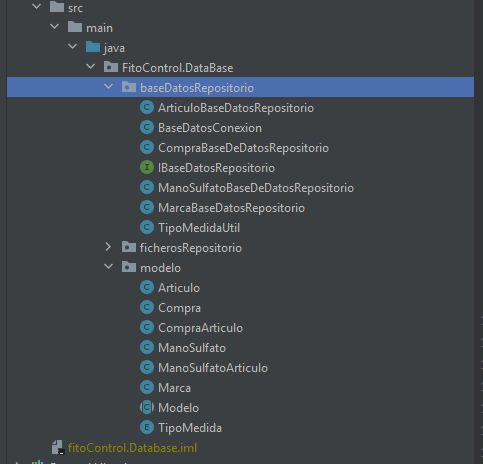 src
main
java
FitoControl.DataBase
baseDatosRepositorio
ArticuloBaseDatosRepositorio
BaseDatosConexion
CompraBaseDeDatosRepositorio
IBaseDatosRepositorio
ManoSulfatoBaseDeDatosRepositorio
MarcaBaseDatosRepositorio
TipoMedidaUtil
ficherosRepositorio
modelo
Articulo
Compra
CompraArticulo
ManoSulfato
ManoSulfatoArticulo
Marca
Modelo
TipoMedida
fitoControl.Database.iml